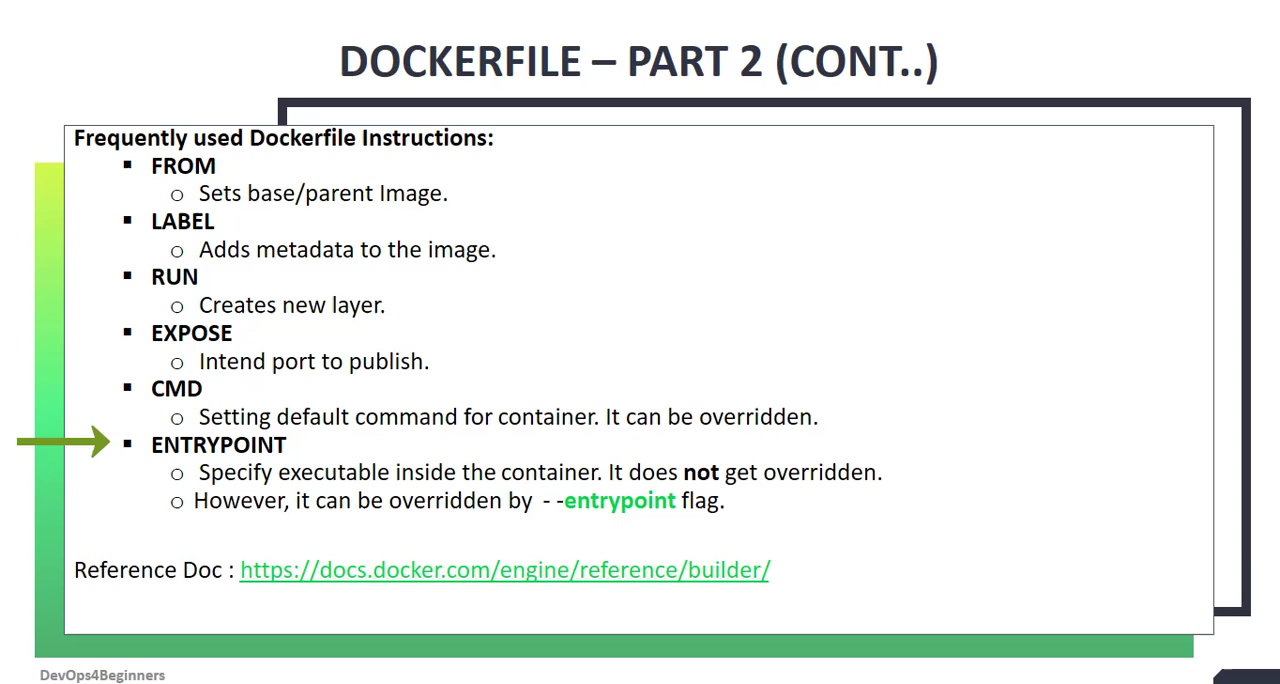 DOCKERFILE – PART 2 (CONT..)
Frequently used Dockerfile Instructions:
▪ FROM
o Sets base/parent Image.
▪ LABEL
o Adds metadata to the image.
▪ RUN
o Creates new layer.
▪ EXPOSE
o Intend port to publish.
▪ CMD
o Setting default command for container. It can be overridden.
▪ ENTRYPOINT
o Specify executable inside the container. It does not get overridden.
o However, it can be overridden by - -entrypoint flag.
Reference Doc : https://docs.docker.com/engine/reference/builder/
DevOps4Beginners